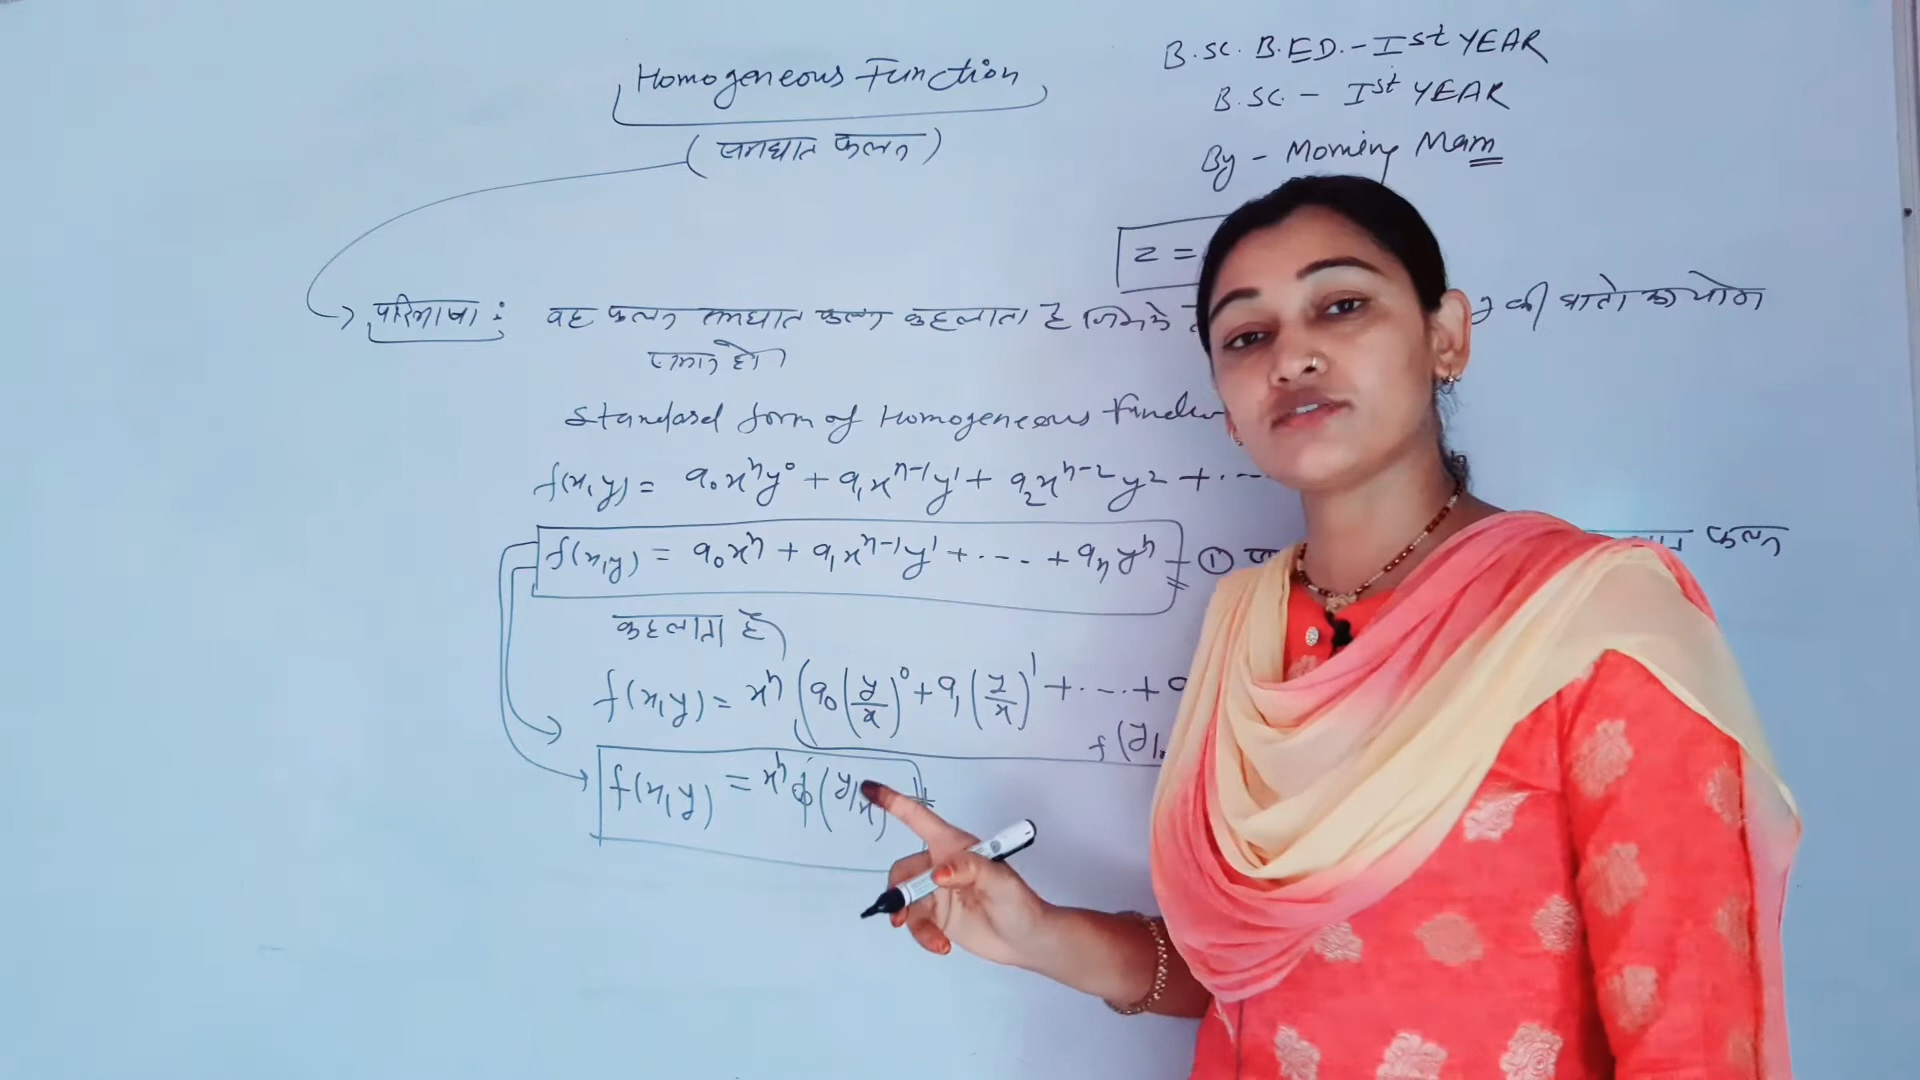 Homogeneous Function
(समघात फलन)
B.SC. B.ED. - Ist YEAR
B.SC. - Ist YEAR
By - Morning Mam
z =
परिभाषा : वह फलन समघात फलन कहलाता है जिसके y की घातो का योग
समान हो।
Standard form of Homogeneous Function
f(x,y) = a₀xⁿy⁰ + a₁xⁿ⁻¹y¹ + a₂xⁿ⁻²y² + ...
f(x,y) = a₀xⁿ + a₁xⁿ⁻¹y¹ + ... + aₙyⁿ - ① फलन
कहलाता है
f(x,y) = xⁿ (a₀(y/x)⁰ + a₁(y/x)¹ + ... + a
f(y/x
f(x,y) = xⁿ ϕ(y/x)